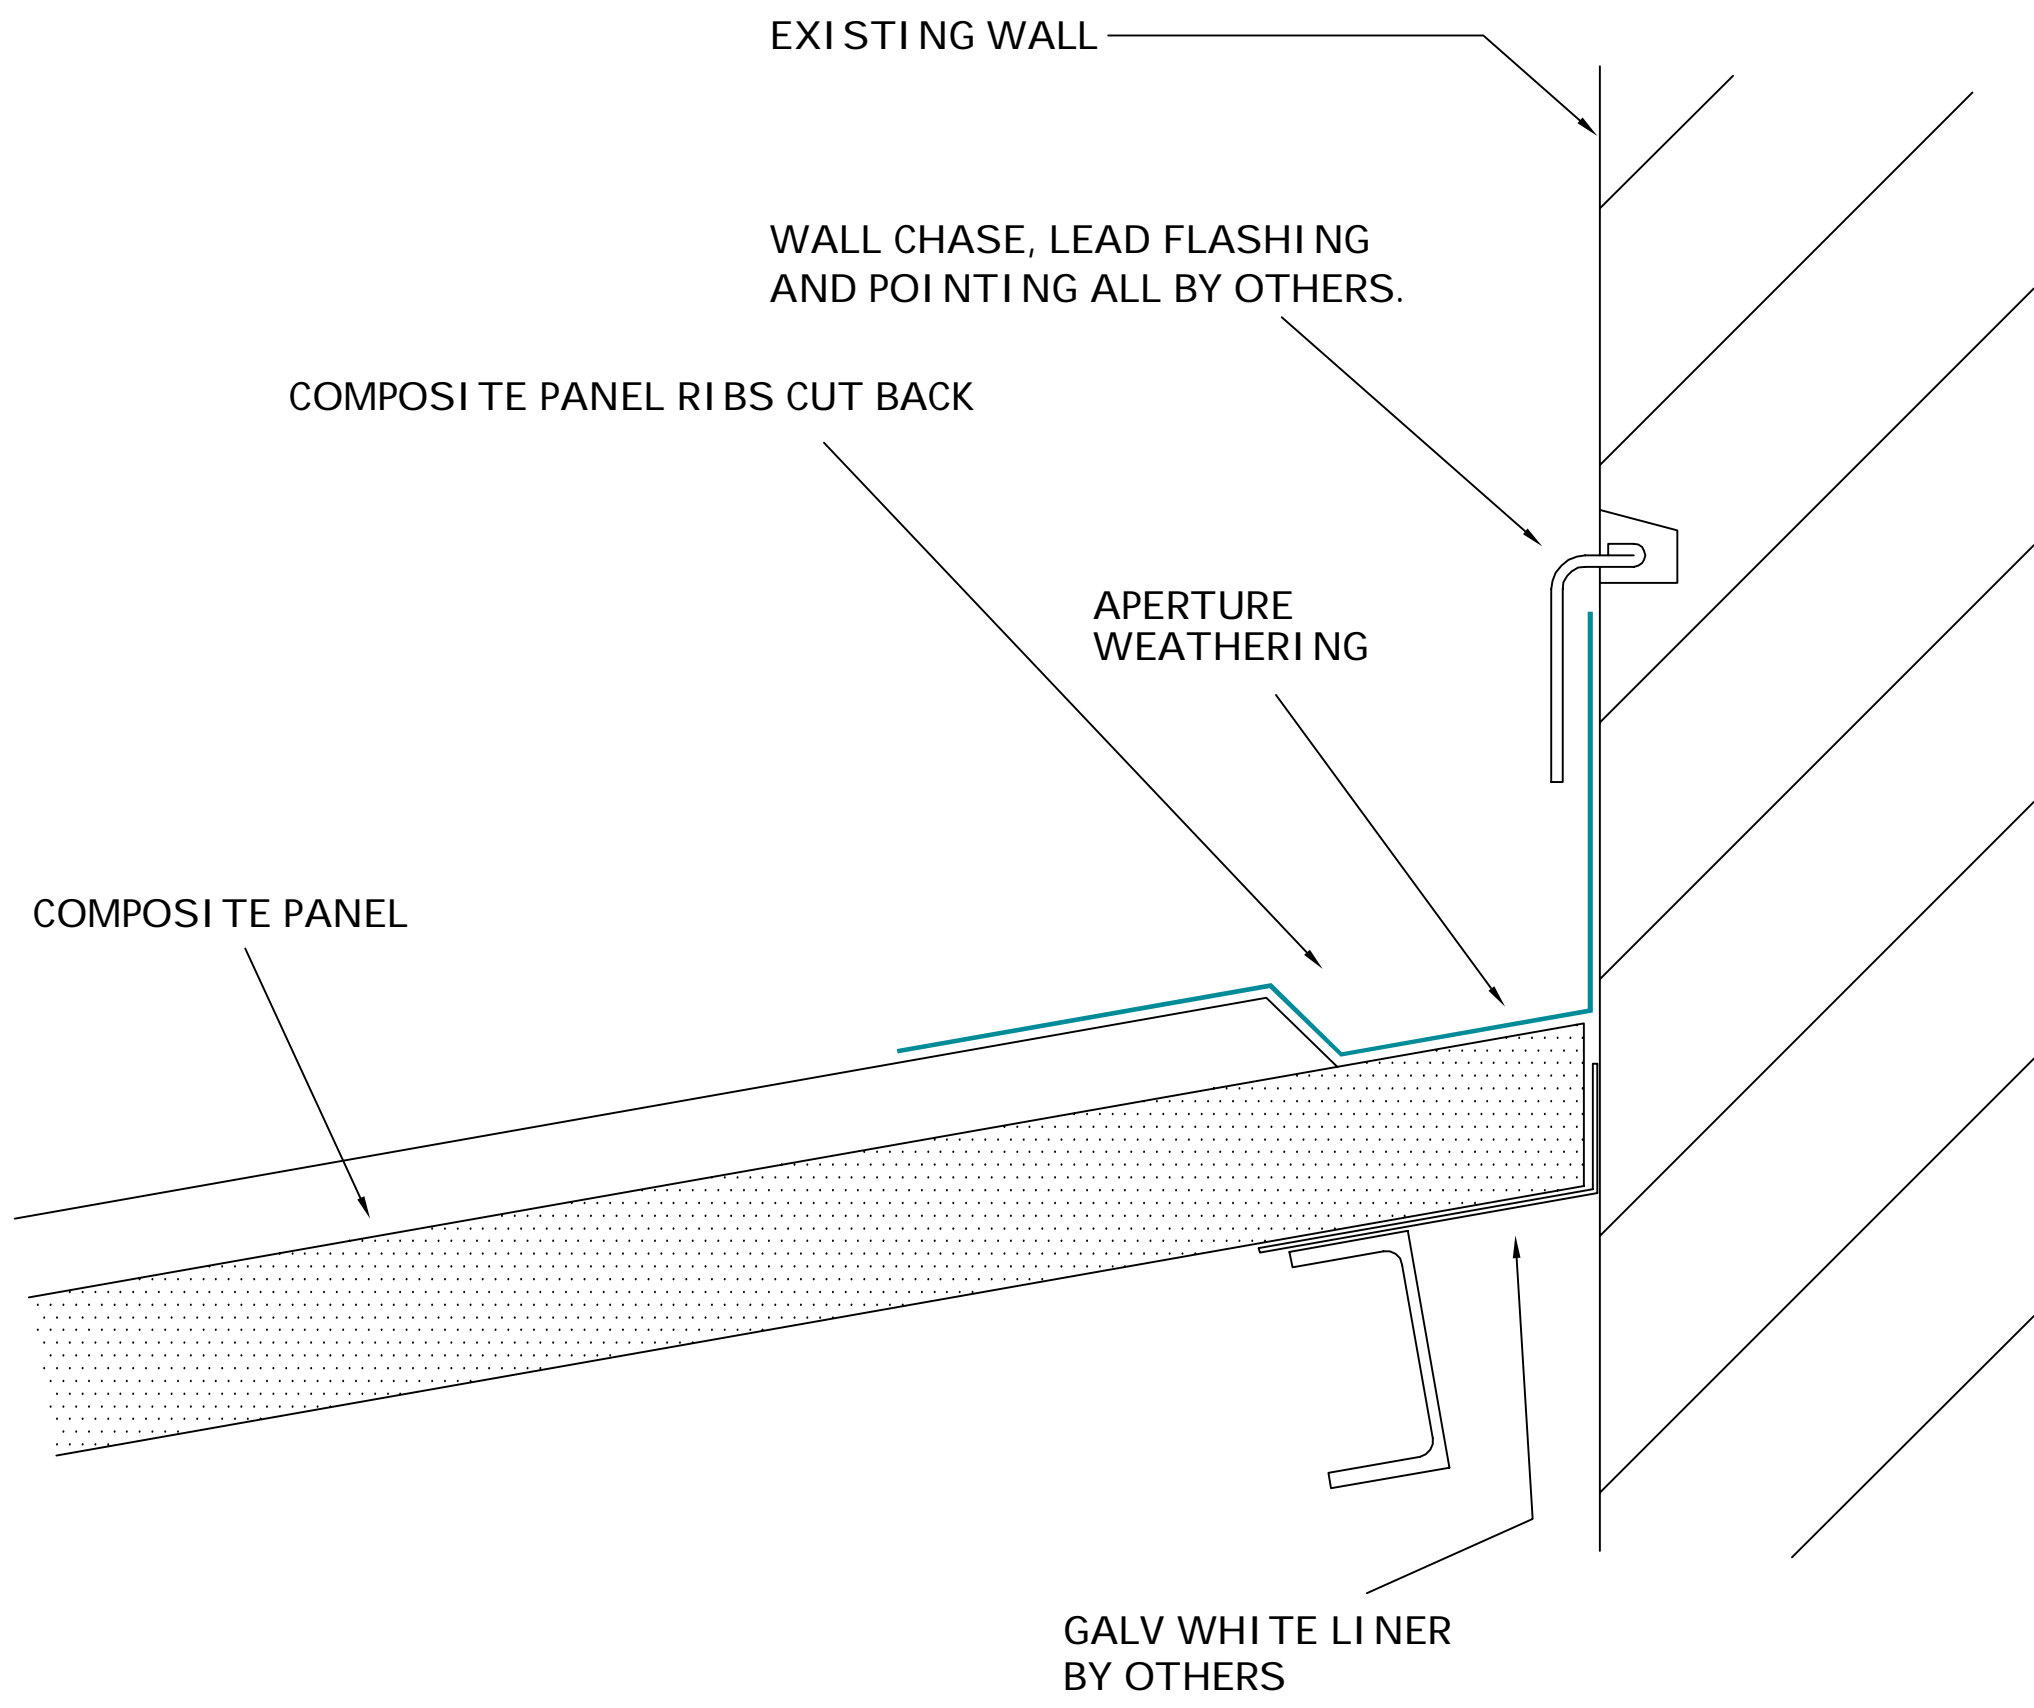 EXISTING WALL
WALL CHASE, LEAD FLASHING
AND POINTING ALL BY OTHERS.
COMPOSITE PANEL RIBS CUT BACK
APERTURE
WEATHERING
COMPOSITE PANEL
GALV WHITE LINER
BY OTHERS